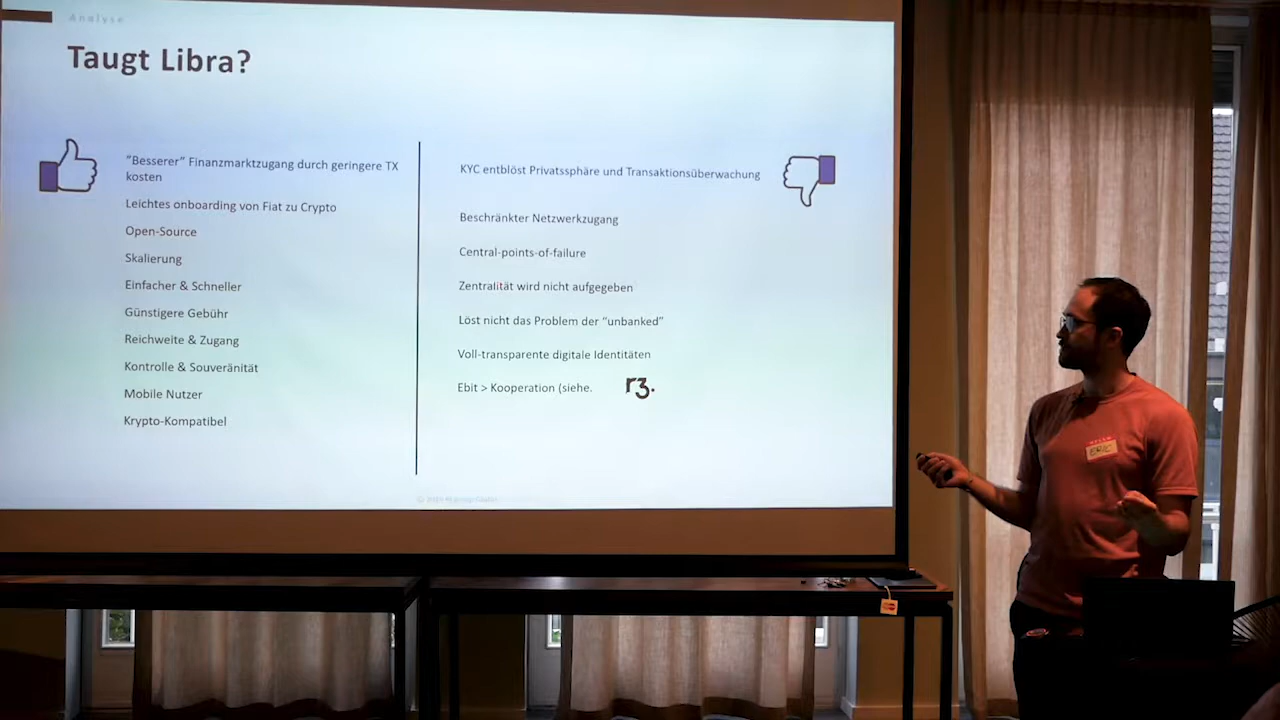 Analyse
Taugt Libra?
"Besserer" Finanzmarktzugang durch geringere TX
kosten
Leichtes onboarding von Fiat zu Crypto
Open-Source
Skalierung
Einfacher & Schneller
Günstigere Gebühr
Reichweite & Zugang
Kontrolle & Souveränität
Mobile Nutzer
Krypto-Kompatibel
KYC entblöst Privatssphäre und Transaktionsüberwachung
Beschränkter Netzwerkzugang
Central-points-of-failure
Zentralität wird nicht aufgegeben
Löst nicht das Problem der "unbanked"
Voll-transparente digitale Identitäten
Ebit > Kooperation (siehe. r3.
ERIC